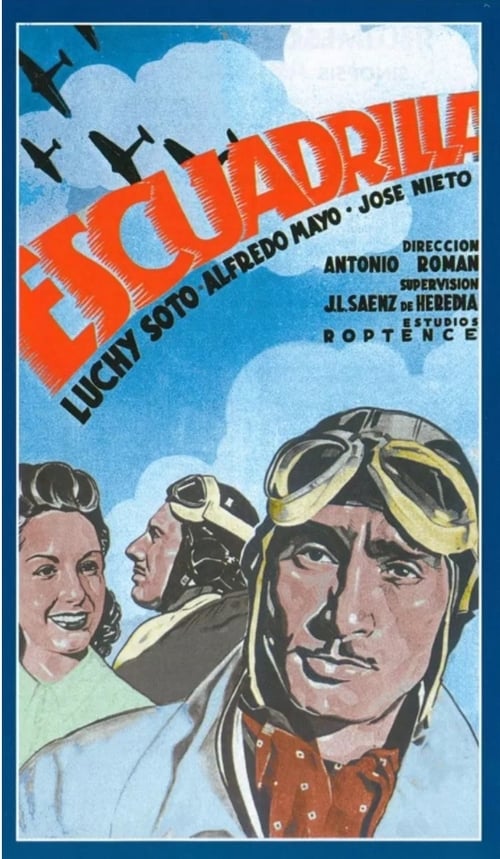 ESCUADRILLA
LUCHY SOTO · ALFREDO MAYO · JOSE NIETO
DIRECCION
ANTONIO ROMAN
SUPERVISION
J.L. SAENZ DE HEREDIA
ESTUDIOS
ROPTENCE